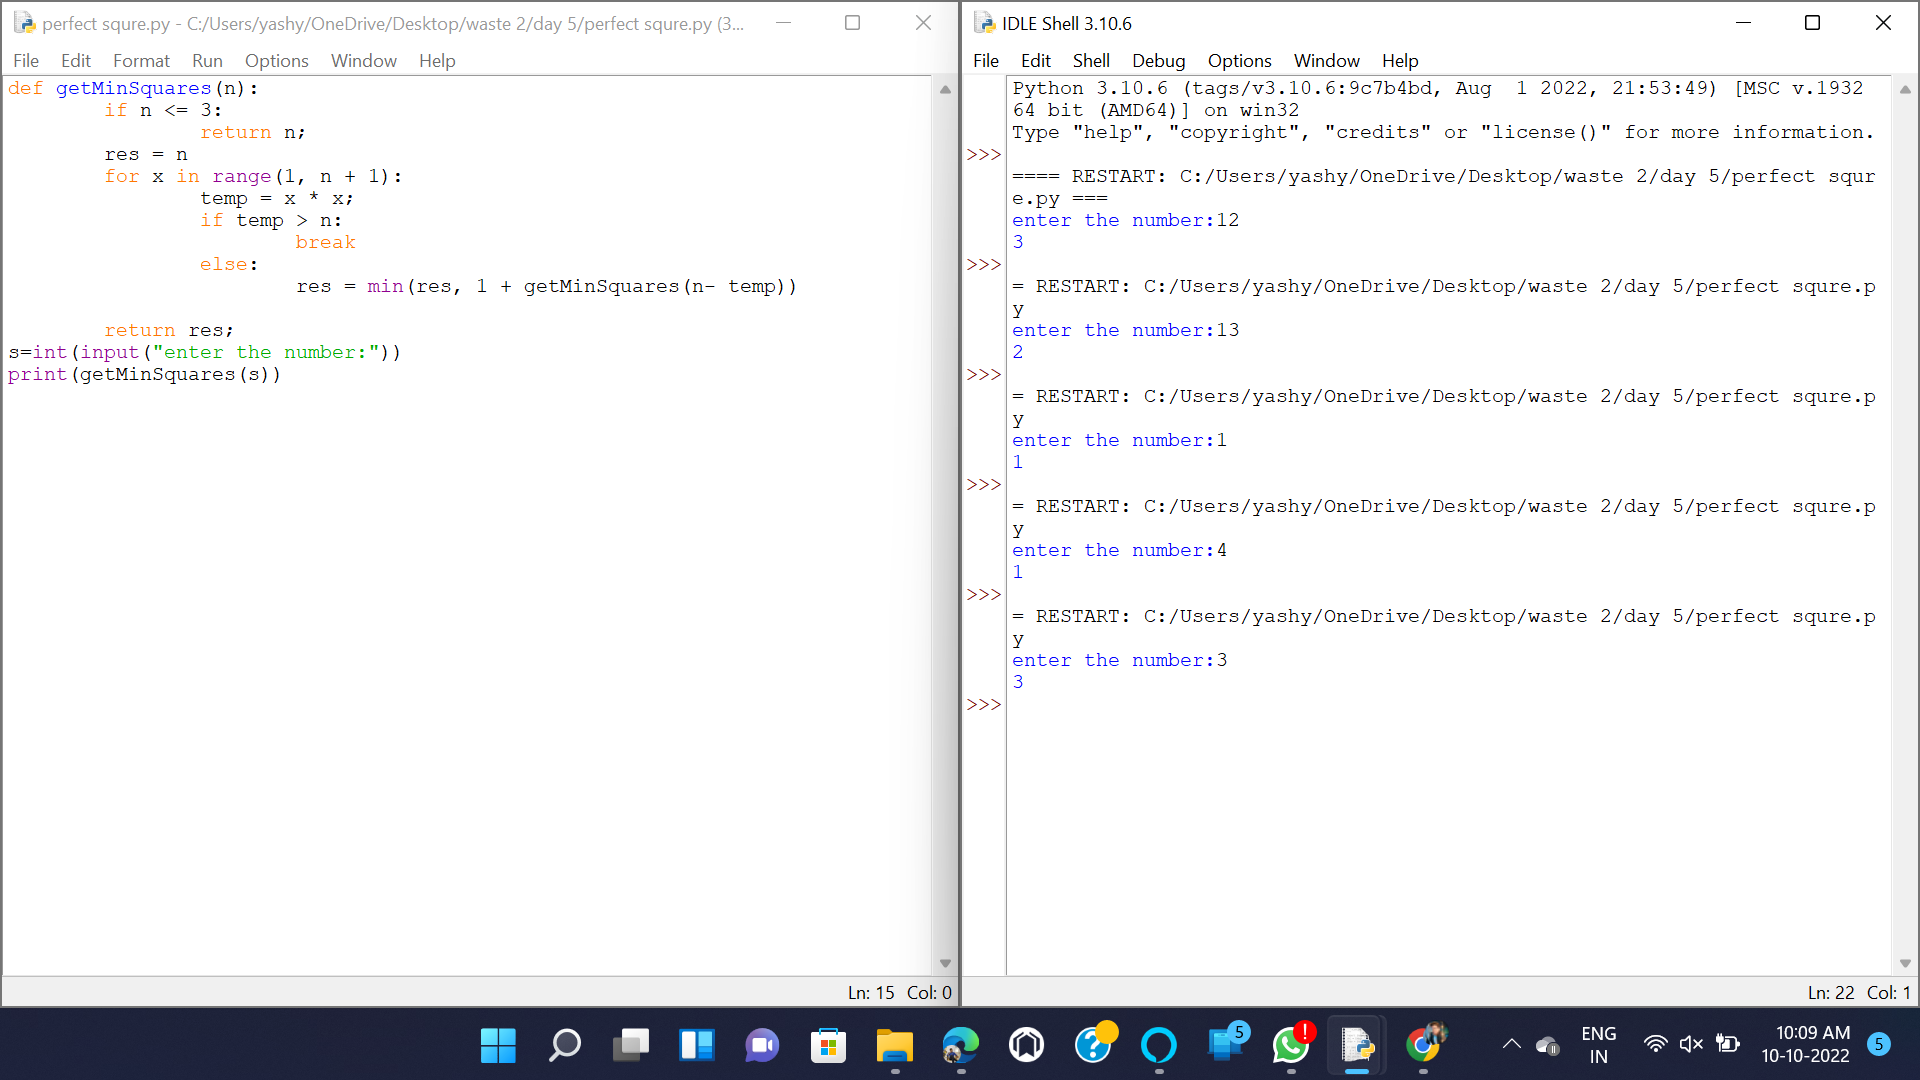 perfect squre.py - C:/Users/yashy/OneDrive/Desktop/waste 2/day 5/perfect squre.py (3...
File Edit Format Run Options Window Help
def getMinSquares(n):
        if n <= 3:
                return n;
        res = n
        for x in range(1, n + 1):
                temp = x * x;
                if temp > n:
                        break
                else:
                        res = min(res, 1 + getMinSquares(n- temp))

        return res;
s=int(input("enter the number:"))
print(getMinSquares(s))
Ln: 15 Col: 0
IDLE Shell 3.10.6
File Edit Shell Debug Options Window Help
Python 3.10.6 (tags/v3.10.6:9c7b4bd, Aug  1 2022, 21:53:49) [MSC v.1932
64 bit (AMD64)] on win32
Type "help", "copyright", "credits" or "license()" for more information.
>>>
==== RESTART: C:/Users/yashy/OneDrive/Desktop/waste 2/day 5/perfect squr
e.py ===
enter the number:12
3
>>>
= RESTART: C:/Users/yashy/OneDrive/Desktop/waste 2/day 5/perfect squre.p
y
enter the number:13
2
>>>
= RESTART: C:/Users/yashy/OneDrive/Desktop/waste 2/day 5/perfect squre.p
y
enter the number:1
1
>>>
= RESTART: C:/Users/yashy/OneDrive/Desktop/waste 2/day 5/perfect squre.p
y
enter the number:4
1
>>>
= RESTART: C:/Users/yashy/OneDrive/Desktop/waste 2/day 5/perfect squre.p
y
enter the number:3
3
>>>
Ln: 22 Col: 1
5
!
ENG
IN
10:09 AM
10-10-2022
5